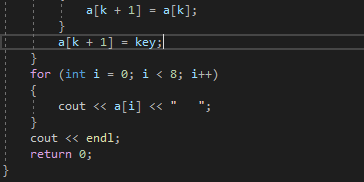 a[k + 1] = a[k];
}
a[k + 1] = key;
}
for (int i = 0; i < 8; i++)
{
cout << a[i] << "   ";
}
cout << endl;
return 0;
}